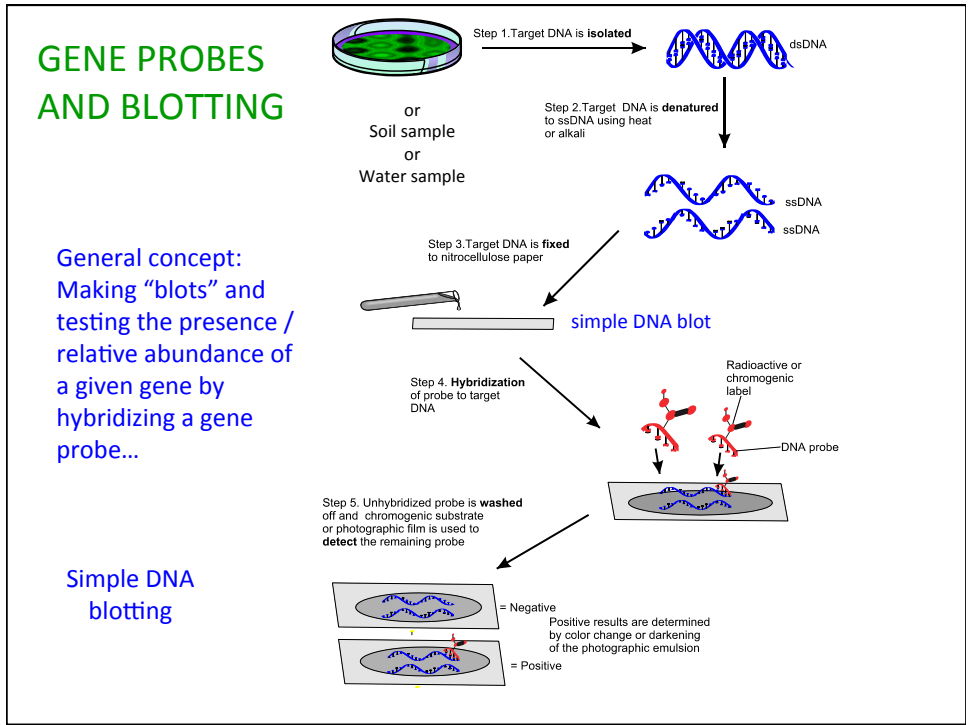 GENE PROBES
AND BLOTTING
Step 1.Target DNA is isolated
dsDNA
or
Soil sample
or
Water sample
Step 2.Target DNA is denatured
to ssDNA using heat
or alkali
ssDNA
ssDNA
Step 3.Target DNA is fixed
to nitrocellulose paper
General concept:
Making “blots” and
testing the presence /
relative abundance of
a given gene by
hybridizing a gene
probe…
simple DNA blot
Step 4. Hybridization
of probe to target
DNA
Radioactive or
chromogenic
label
DNA probe
Step 5. Unhybridized probe is washed
off and chromogenic substrate
or photographic film is used to
detect the remaining probe
Simple DNA
blotting
= Negative
Positive results are determined
by color change or darkening
of the photographic emulsion
= Positive